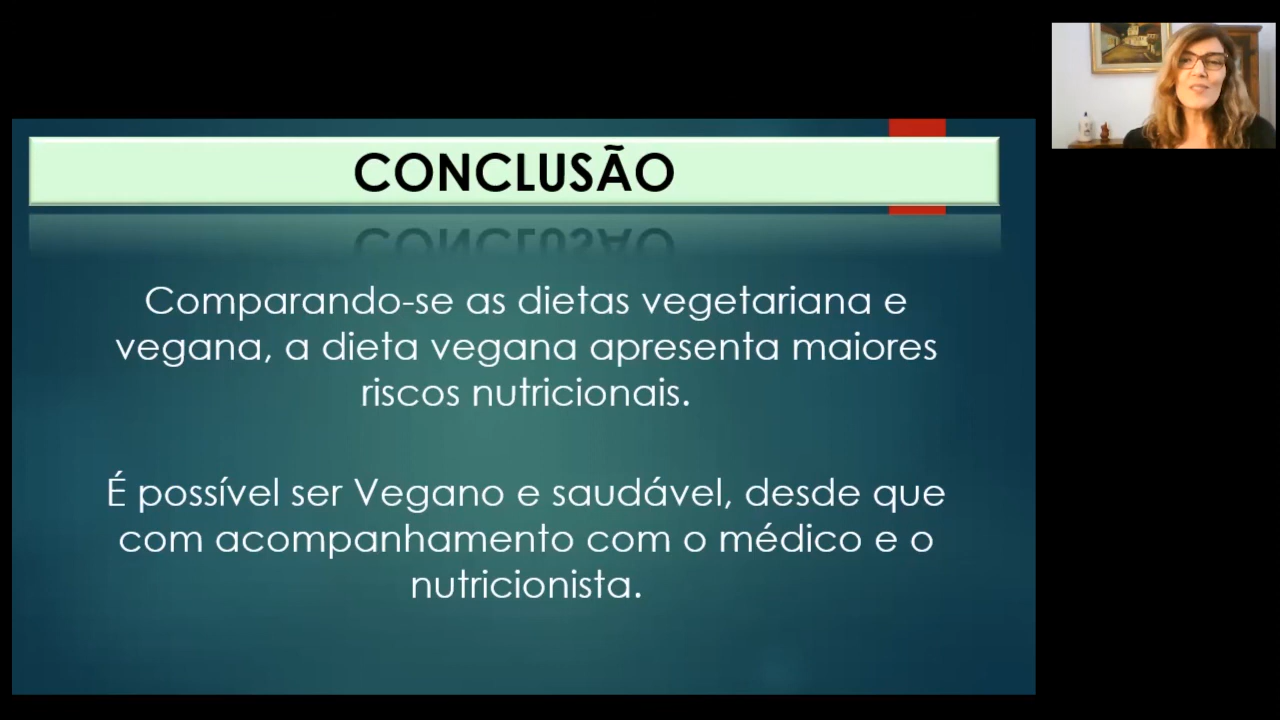 CONCLUSÃO
Comparando-se as dietas vegetariana e
vegana, a dieta vegana apresenta maiores
riscos nutricionais.
É possível ser Vegano e saudável, desde que
com acompanhamento com o médico e o
nutricionista.